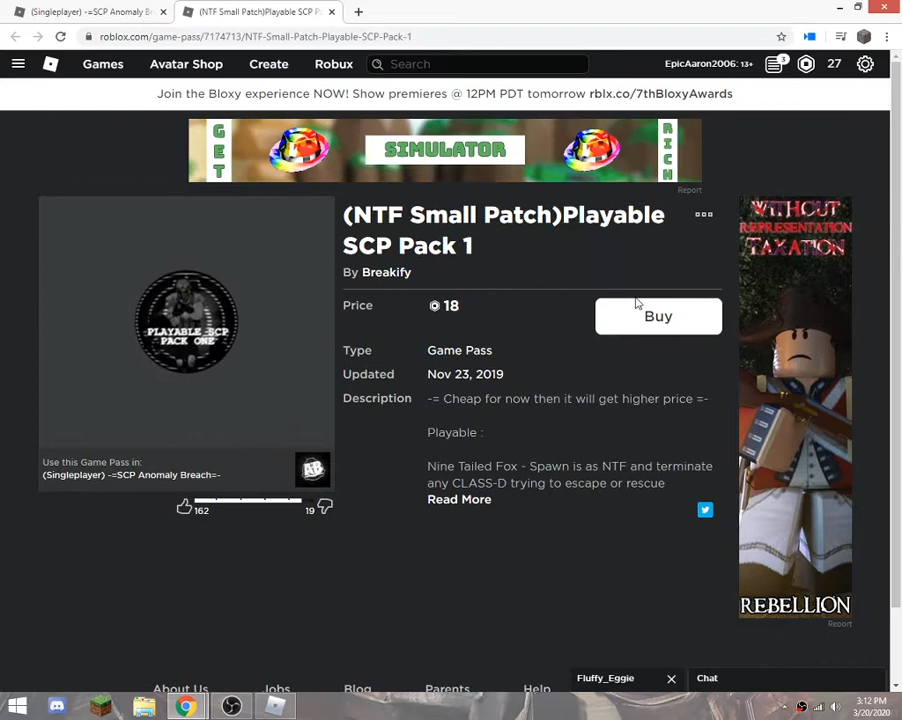 (Singleplayer) -=SCP Anomaly Br
(NTF Small Patch)Playable SCP P
roblox.com/game-pass/7174713/NTF-Small-Patch-Playable-SCP-Pack-1
Games
Avatar Shop
Create
Robux
Search
EpicAaron2006: 13+
3
27
Join the Bloxy experience NOW! Show premieres @ 12PM PDT tomorrow rblx.co/7thBloxyAwards
GET
SIMULATOR
RICH
Report
PLAYABLE SCP
PACK ONE
(NTF Small Patch)Playable
SCP Pack 1
By Breakify
Price
18
Buy
Type
Game Pass
Updated
Nov 23, 2019
Description
-= Cheap for now then it will get higher price =-
Playable :
Nine Tailed Fox - Spawn is as NTF and terminate
any CLASS-D trying to escape or rescue
Read More
Use this Game Pass in:
(Singleplayer) -=SCP Anomaly Breach=-
AB
162
19
WITHOUT
REPRESENTATION
TAXATION
REBELLION
Report
About Us
Jobs
Blog
Parents
Help
Fluffy_Eggie
Chat
3:12 PM
3/20/2020